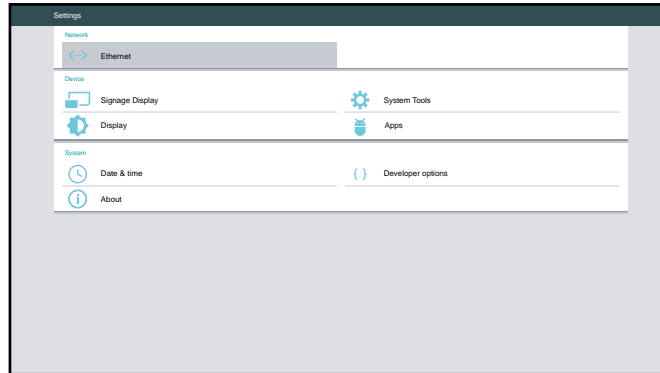 Settings
Network
Ethernet
Device
Signage Display
System Tools
Display
Apps
System
Date & time
Developer options
About